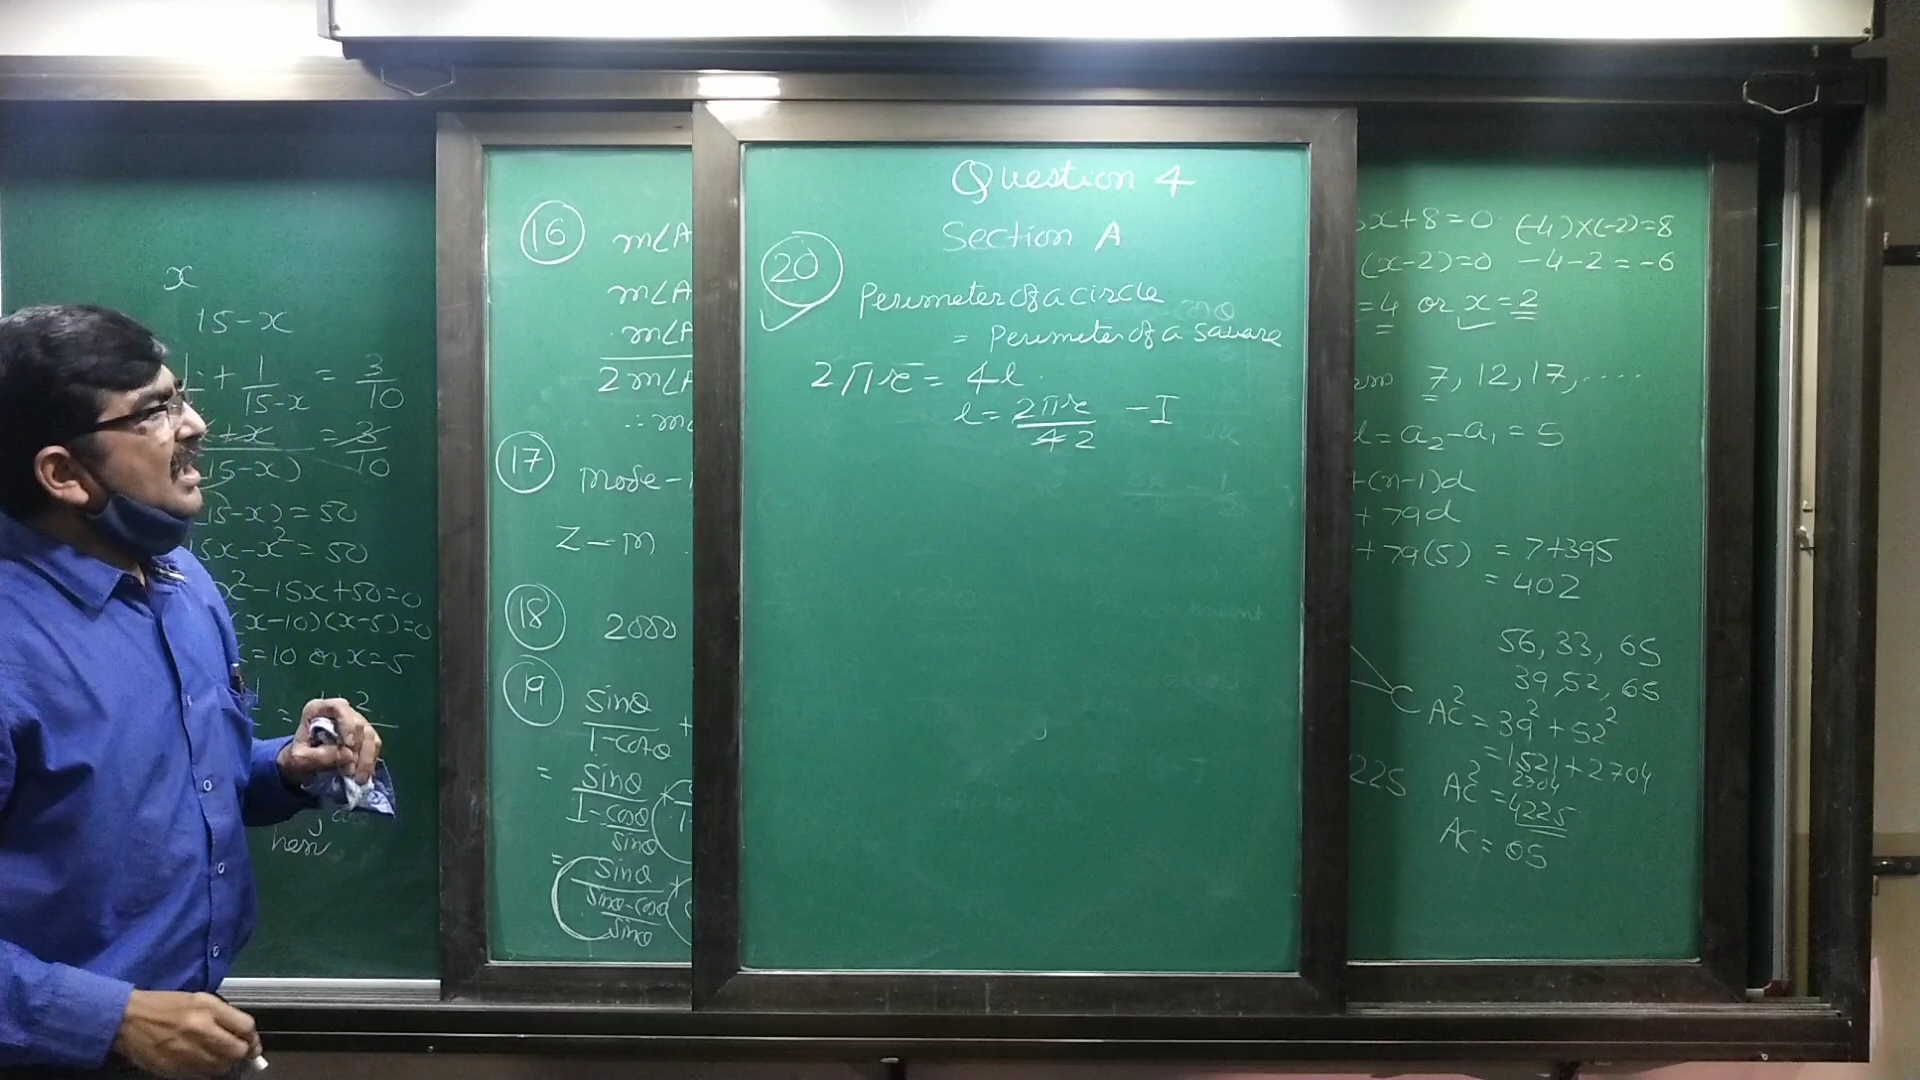 x
15-x
+ 1/15-x = 3/10
+x/15-x) = 3/10
15-x) = 50
15x-x² = 50
x²-15x+50=0
(x-10)(x-5)=0
=10 or x=5
16 m∠A
m∠A
m∠A
2m∠A
∴ m
17 mode-
Z-M
18 2000
19 sinθ/1-cotθ +
= sinθ/1-cosθ/sinθ *
= sinθ/sinθ-cosθ/sinθ *
Question 4
Section A
20 Perimeter of a circle
= Perimeter of a square
2πr = 4l
l = 2πr/4 2 - I
x+8=0 (-4)×(-2)=8
(x-2)=0 -4-2=-6
=4 or x=2
7, 12, 17, ....
d=a₂-a₁=5
+(n-1)d
+79d
+79(5) = 7+395
= 402
56, 33, 65
39, 52, 65
C AC² = 39²+52²
= 1521+2704
2704
225 AC² = 4225
AC = 65